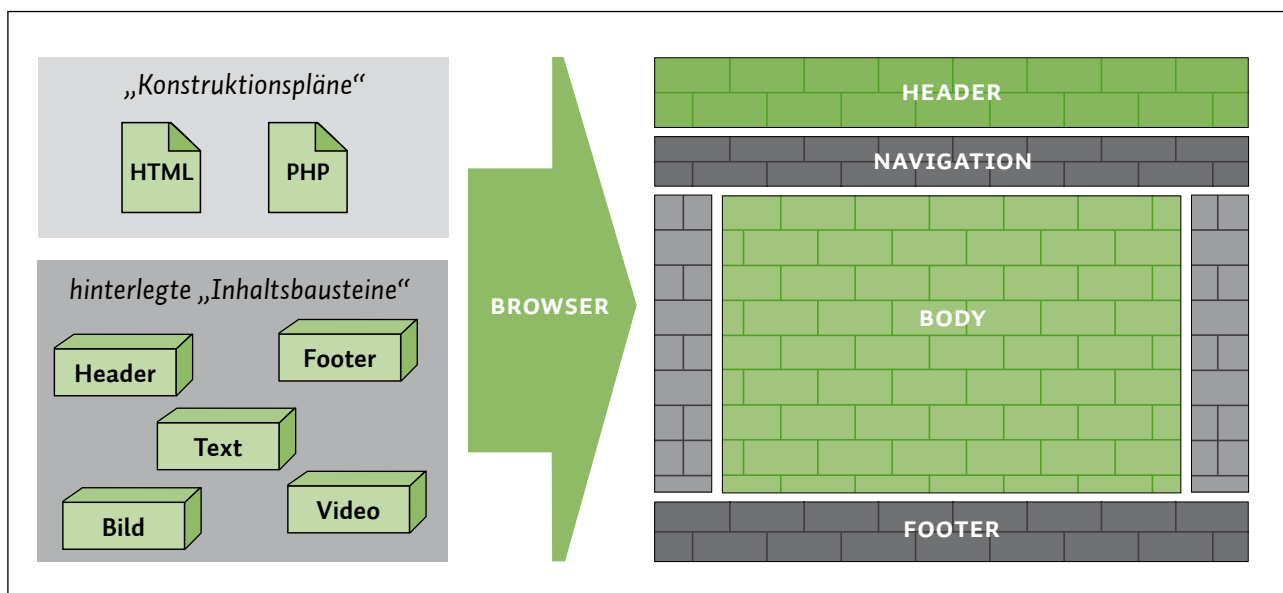 „Konstruktionspläne“
HTML
PHP
hinterlegte „Inhaltsbausteine“
Header
Footer
Text
Bild
Video
BROWSER
HEADER
NAVIGATION
BODY
FOOTER